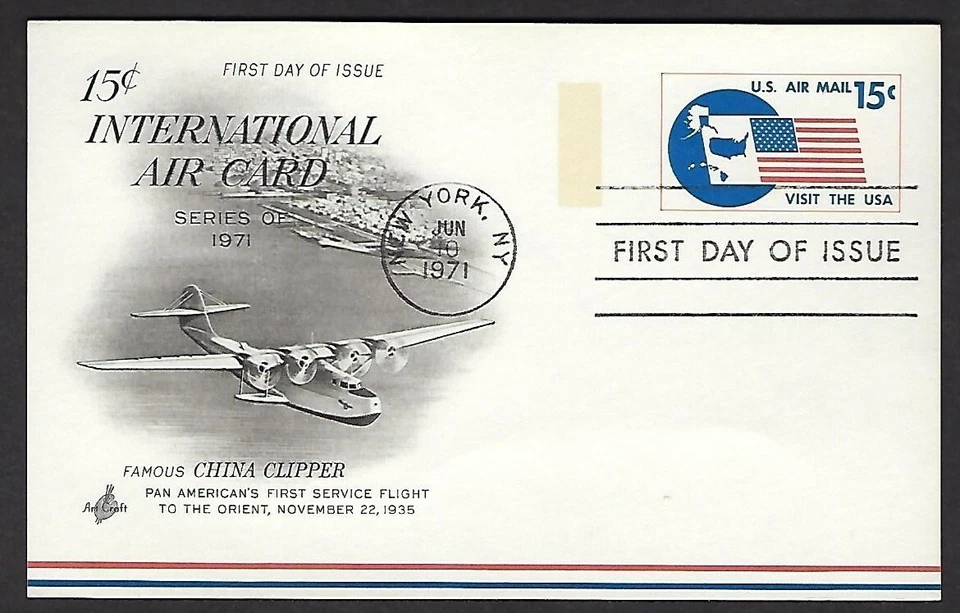 15¢
FIRST DAY OF ISSUE
INTERNATIONAL
AIR CARD
SERIES OF
1971
NEW YORK, NY
JUN
10
1971
U.S. AIR MAIL 15c
VISIT THE USA
FIRST DAY OF ISSUE
FAMOUS CHINA CLIPPER
PAN AMERICAN'S FIRST SERVICE FLIGHT
TO THE ORIENT, NOVEMBER 22, 1935
Art Craft